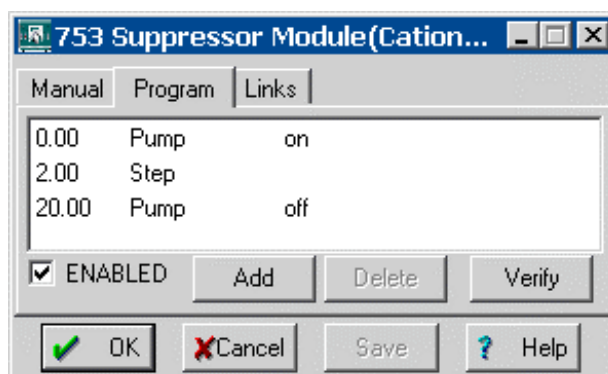 753 Suppressor Module(Cation...
Manual Program Links
0.00 Pump on
2.00 Step
20.00 Pump off
ENABLED Add Delete Verify
OK Cancel Save ? Help